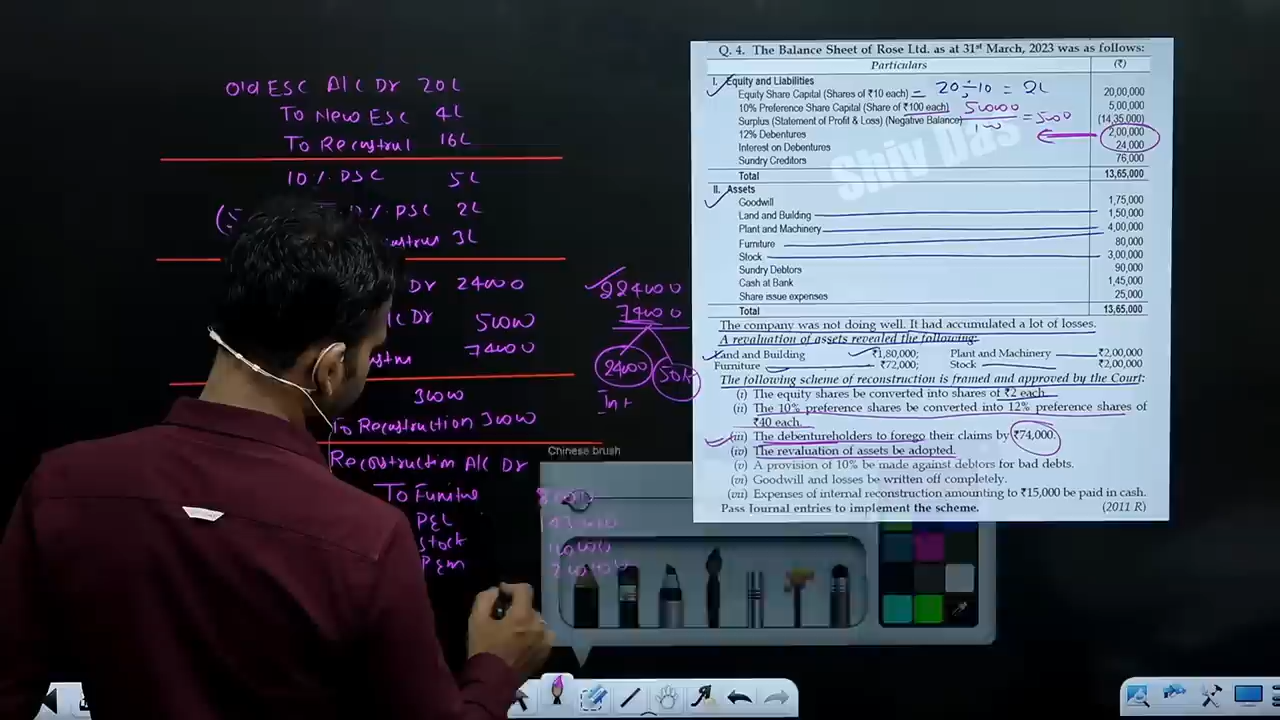 Old ESC A/C DR 20L
To New ESC 4L
To Reconstrul 16L
10 % PSC 5L
% PSC 2L
3L
DR 24000
/C DR 50000
74000
3000
To Reconstruction 3000
Reconstruction A/C DR
To Furniture
P&L
Stock
P&M
224000
74000
24000 50K
Int
Chinese brush
Q. 4. The Balance Sheet of Rose Ltd. as at 31st March, 2023 was as follows:
Particulars (₹)
I. Equity and Liabilities
Equity Share Capital (Shares of ₹10 each) = 20 ÷ 10 = 2L 20,00,000
10% Preference Share Capital (Share of ₹100 each) 500000 5,00,000
Surplus (Statement of Profit & Loss) (Negative Balance) 100 = 5000 (14,35,000)
12% Debentures 2,00,000
Interest on Debentures 24,000
Sundry Creditors 76,000
Total 13,65,000
II. Assets
Goodwill 1,75,000
Land and Building 1,50,000
Plant and Machinery 4,00,000
Furniture 80,000
Stock 3,00,000
Sundry Debtors 90,000
Cash at Bank 1,45,000
Share issue expenses 25,000
Total 13,65,000
Shiv Das
The company was not doing well. It had accumulated a lot of losses.
A revaluation of assets revealed the following:
Land and Building ₹1,80,000; Plant and Machinery ₹2,00,000
Furniture ₹72,000; Stock ₹2,00,000
The following scheme of reconstruction is framed and approved by the Court:
(i) The equity shares be converted into shares of ₹2 each.
(ii) The 10% preference shares be converted into 12% preference shares of
₹40 each.
(iii) The debentureholders to forego their claims by ₹74,000.
(iv) The revaluation of assets be adopted.
(v) A provision of 10% be made against debtors for bad debts.
(vi) Goodwill and losses be written off completely.
(vii) Expenses of internal reconstruction amounting to ₹15,000 be paid in cash.
Pass Journal entries to implement the scheme. (2011 R)